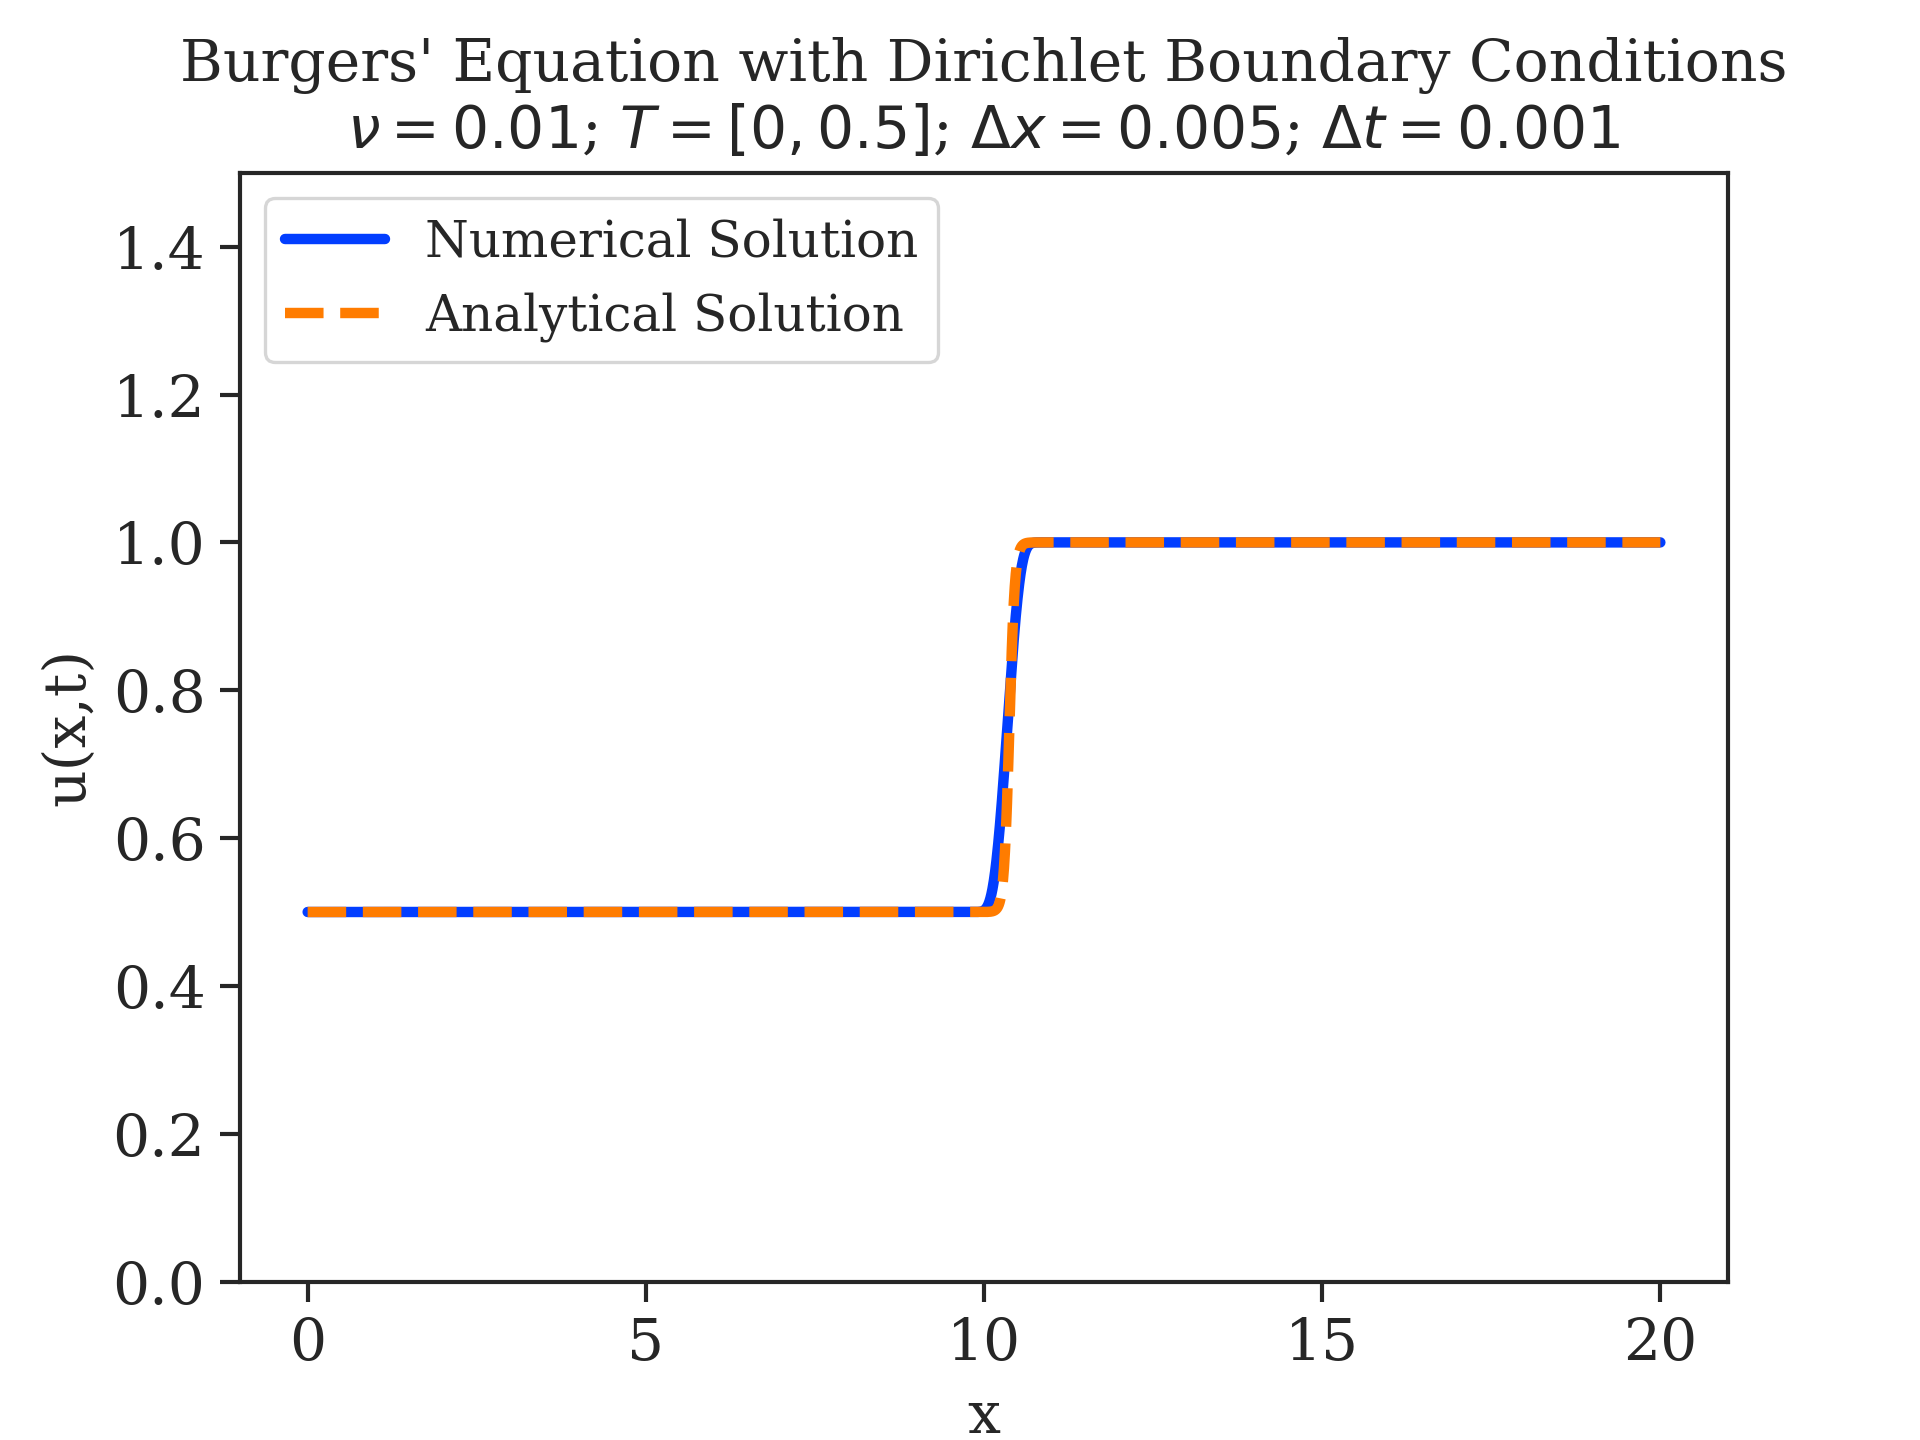 Burgers' Equation with Dirichlet Boundary Conditions
ν = 0.01; T = [0, 0.5]; Δx = 0.005; Δt = 0.001
Numerical Solution
Analytical Solution
1.4
1.2
1.0
0.8
0.6
0.4
0.2
0.0
u(x,t)
0 5 10 15 20
x